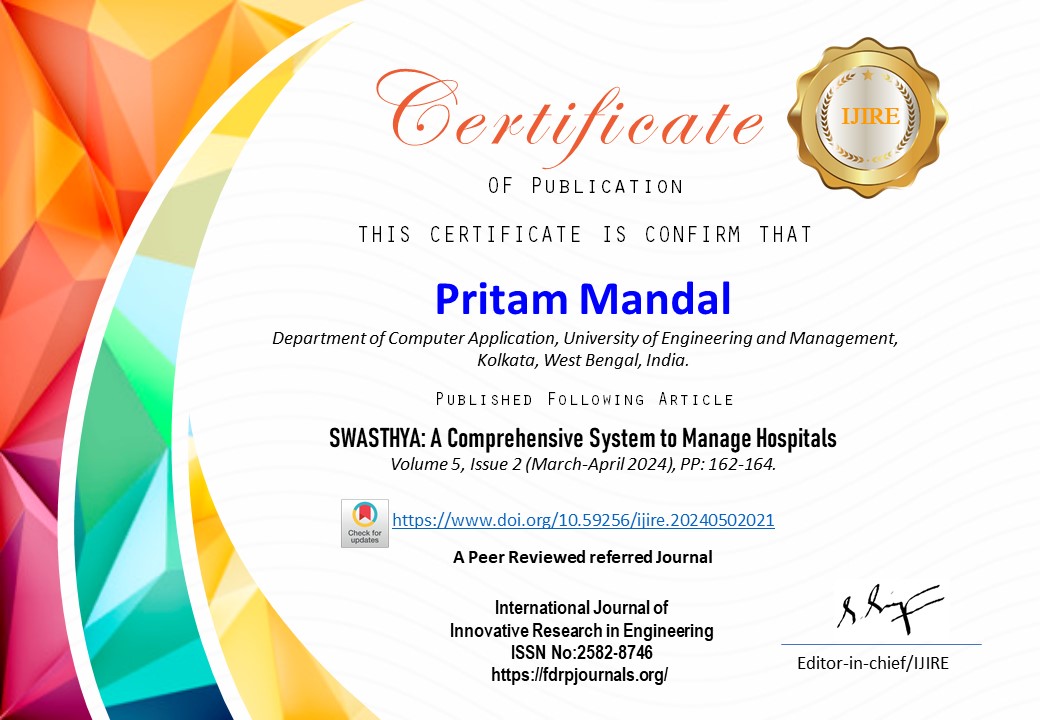 Certificate
IJIRE
OF PUBLICATION
THIS CERTIFICATE IS CONFIRM THAT
Pritam Mandal
Department of Computer Application, University of Engineering and Management,
Kolkata, West Bengal, India.
PUBLISHED FOLLOWING ARTICLE
SWASTHYA: A Comprehensive System to Manage Hospitals
Volume 5, Issue 2 (March-April 2024), PP: 162-164.
Check for
updates
https://www.doi.org/10.59256/ijire.20240502021
A Peer Reviewed referred Journal
International Journal of
Innovative Research in Engineering
ISSN No:2582-8746
https://fdrpjournals.org/
Editor-in-chief/IJIRE